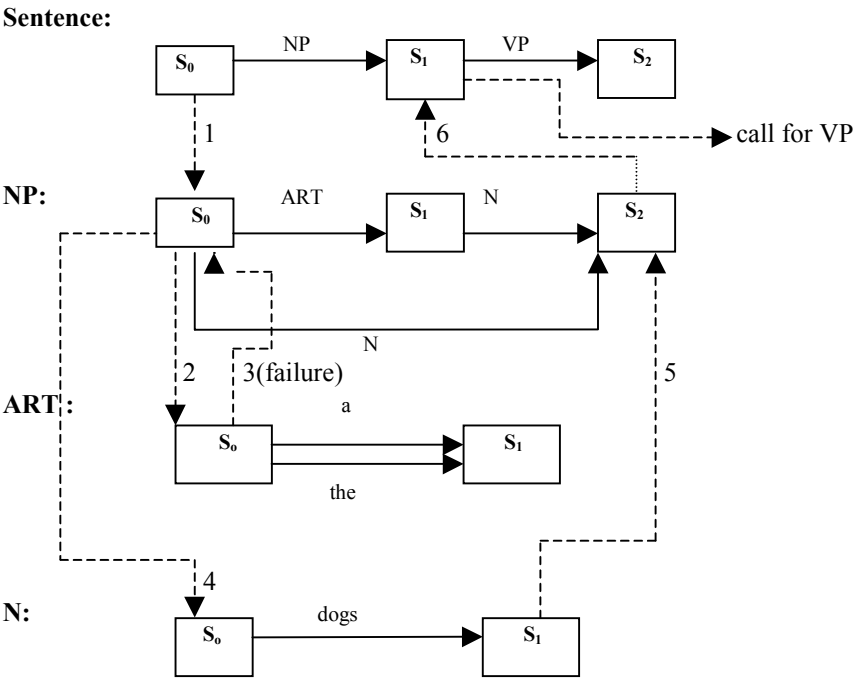 Sentence:
NP VP
S₀ S₁ S₂
1 6 call for VP
NP: ART N
S₀ S₁ S₂
N
2 3(failure) 5
ART : a
Sₒ S₁
the
4
N: dogs
Sₒ S₁